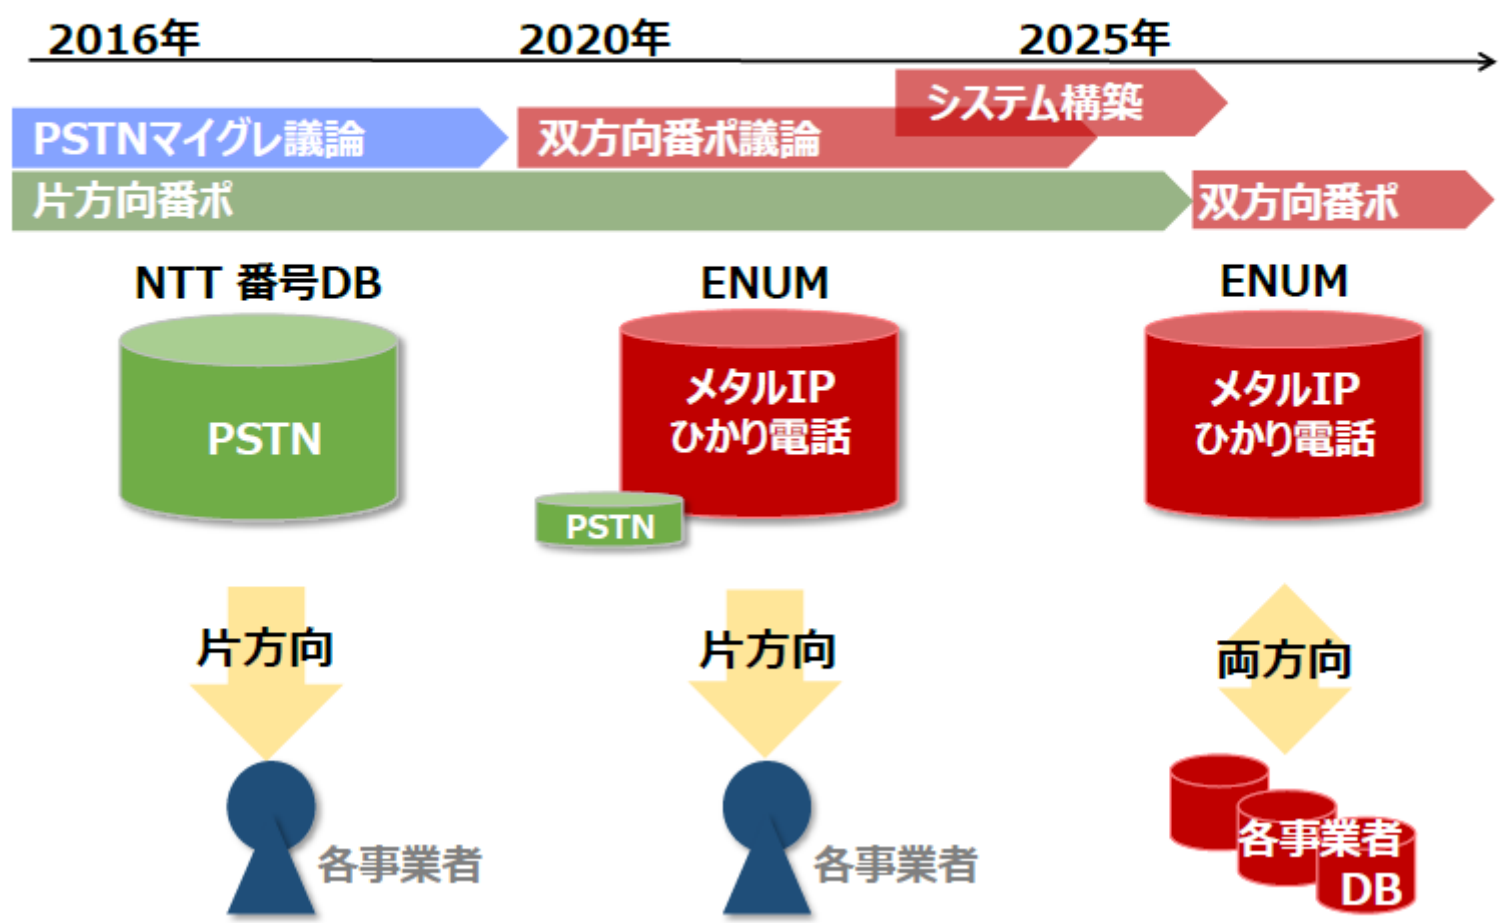 2016年
2020年
2025年
システム構築
PSTNマイグレ議論
双方向番ポ議論
片方向番ポ
双方向番ポ
NTT 番号DB
ENUM
ENUM
PSTN
メタルIP
ひかり電話
PSTN
メタルIP
ひかり電話
片方向
片方向
両方向
各事業者
各事業者
各事業者
DB